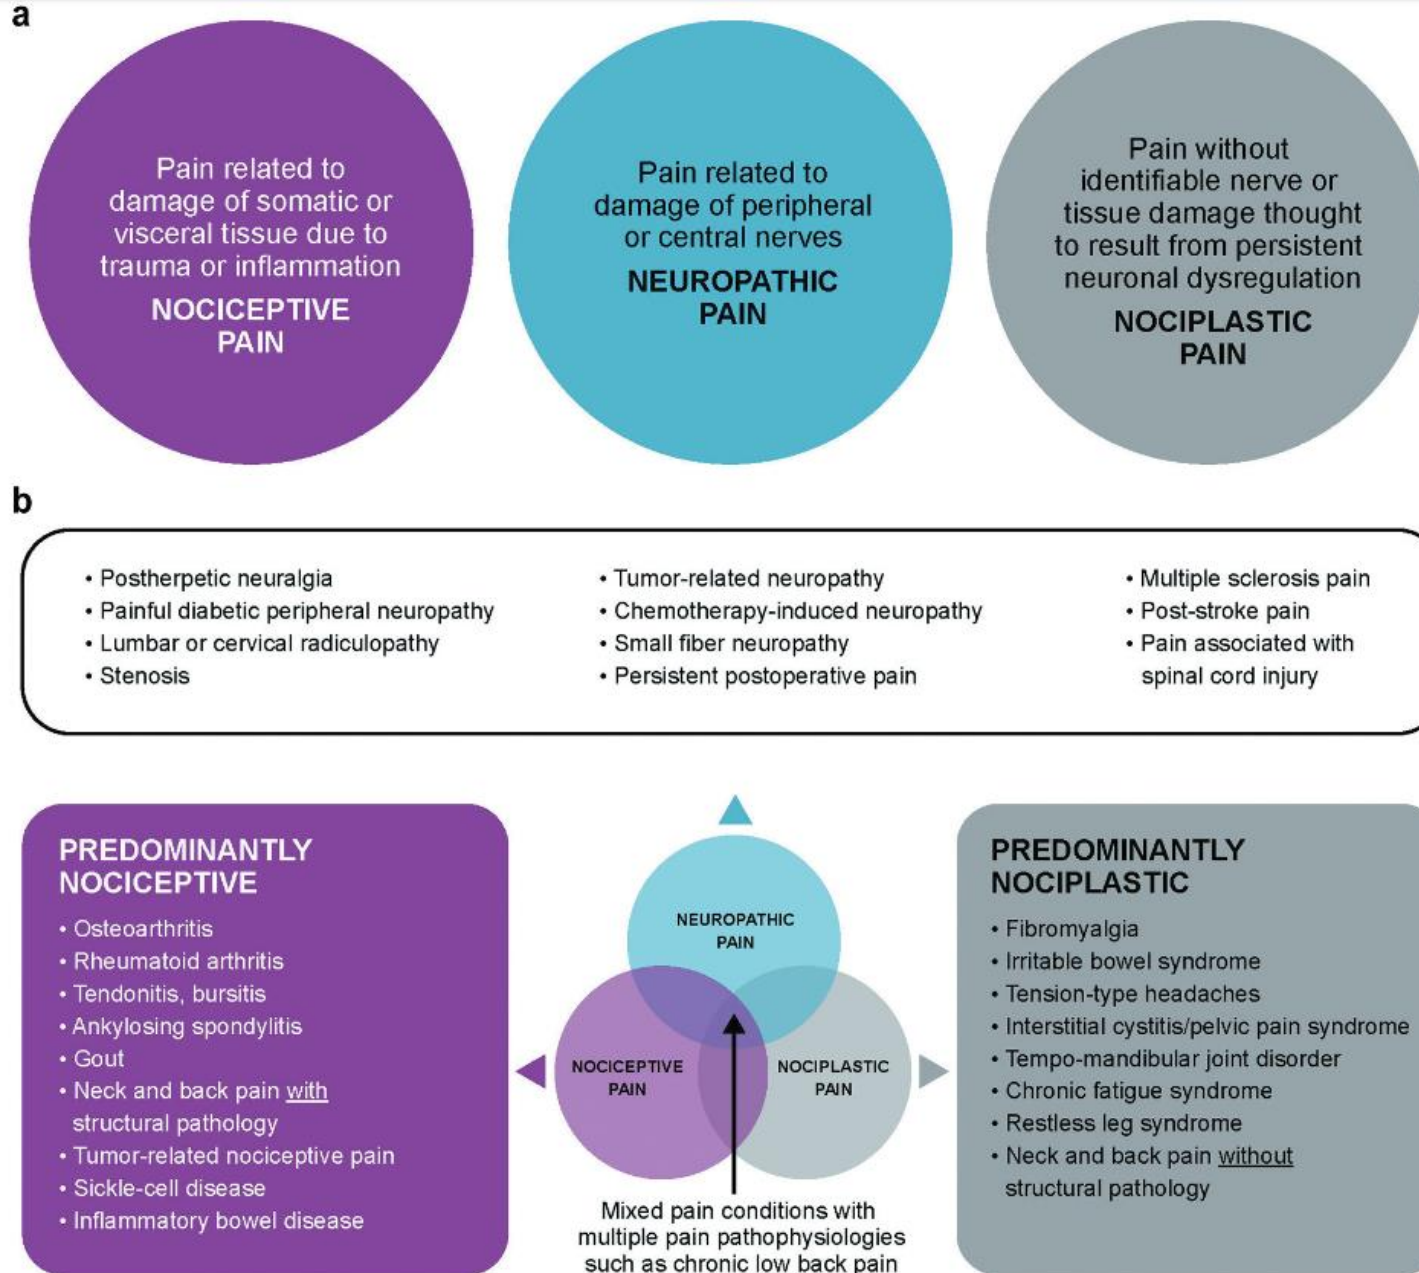 a
Pain related to
damage of somatic or
visceral tissue due to
trauma or inflammation
NOCICEPTIVE
PAIN
Pain related to
damage of peripheral
or central nerves
NEUROPATHIC
PAIN
Pain without
identifiable nerve or
tissue damage thought
to result from persistent
neuronal dysregulation
NOCIPLASTIC
PAIN
b
• Postherpetic neuralgia
• Painful diabetic peripheral neuropathy
• Lumbar or cervical radiculopathy
• Stenosis
• Tumor-related neuropathy
• Chemotherapy-induced neuropathy
• Small fiber neuropathy
• Persistent postoperative pain
• Multiple sclerosis pain
• Post-stroke pain
• Pain associated with
spinal cord injury
PREDOMINANTLY
NOCICEPTIVE
• Osteoarthritis
• Rheumatoid arthritis
• Tendonitis, bursitis
• Ankylosing spondylitis
• Gout
• Neck and back pain with
structural pathology
• Tumor-related nociceptive pain
• Sickle-cell disease
• Inflammatory bowel disease
NEUROPATHIC
PAIN
NOCICEPTIVE
PAIN
NOCIPLASTIC
PAIN
Mixed pain conditions with
multiple pain pathophysiologies
such as chronic low back pain
PREDOMINANTLY
NOCIPLASTIC
• Fibromyalgia
• Irritable bowel syndrome
• Tension-type headaches
• Interstitial cystitis/pelvic pain syndrome
• Tempo-mandibular joint disorder
• Chronic fatigue syndrome
• Restless leg syndrome
• Neck and back pain without
structural pathology